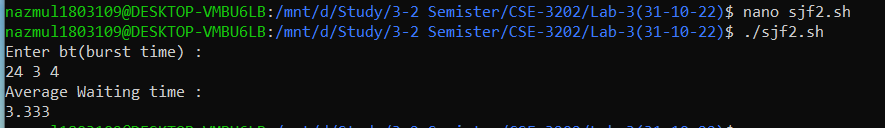 nazmul1803109@DESKTOP-VMBU6LB:/mnt/d/Study/3-2 Semister/CSE-3202/Lab-3(31-10-22)$ nano sjf2.sh
nazmul1803109@DESKTOP-VMBU6LB:/mnt/d/Study/3-2 Semister/CSE-3202/Lab-3(31-10-22)$ ./sjf2.sh
Enter bt(burst time) :
24 3 4
Average Waiting time :
3.333